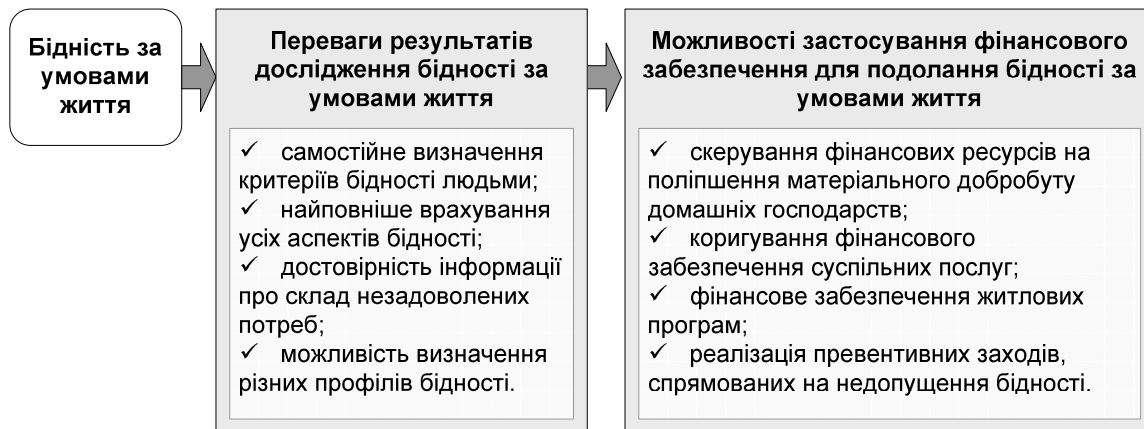 Бідність за
умовами
життя
Переваги результатів
дослідження бідності за
умовами життя
✓ самостійне визначення
критеріїв бідності людьми;
✓ найповніше врахування
усіх аспектів бідності;
✓ достовірність інформації
про склад незадоволених
потреб;
✓ можливість визначення
різних профілів бідності.
Можливості застосування фінансового
забезпечення для подолання бідності за
умовами життя
✓ скерування фінансових ресурсів на
поліпшення матеріального добробуту
домашніх господарств;
✓ коригування фінансового
забезпечення суспільних послуг;
✓ фінансове забезпечення житлових
програм;
✓ реалізація превентивних заходів,
спрямованих на недопущення бідності.